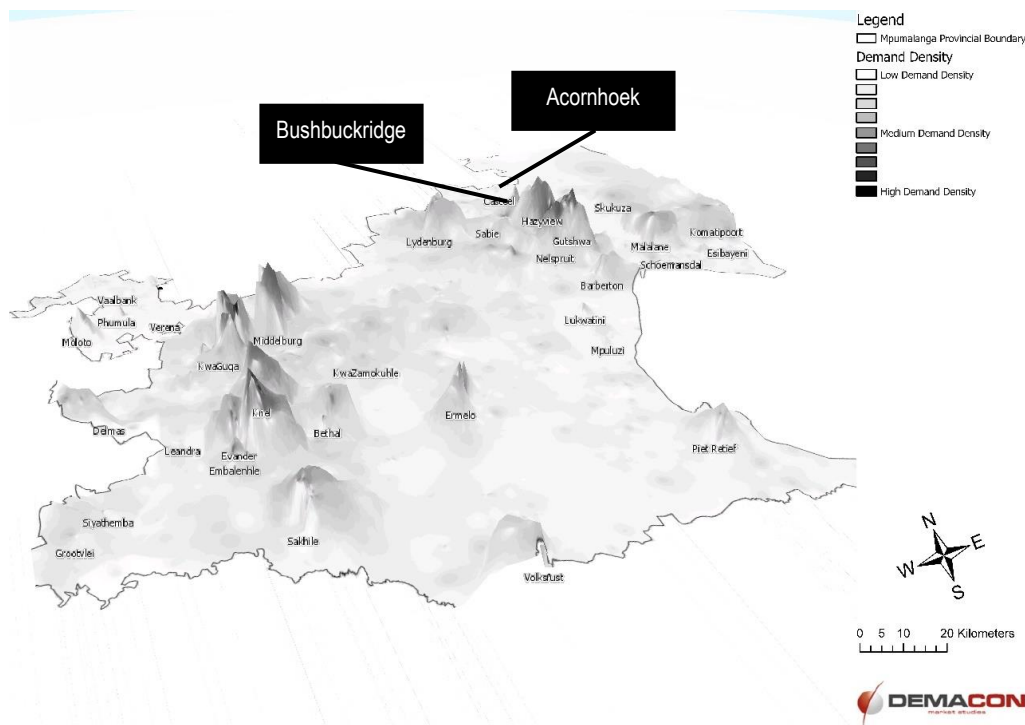 Legend
Mpumalanga Provincial Boundary
Demand Density
Low Demand Density
Medium Demand Density
High Demand Density
Acornhoek
Bushbuckridge
Casteel
Skukuza
Hazyview
Lydenburg
Sabie
Gutshwa
Komatipoort
Malalane
Esibayeni
Nelspruit
Schoemansdal
Barberton
Vaalbank
Phumula
Verena
Moloto
Lukwatini
Middelburg
Mpuluzi
KwaGuqa
KwaZamokuhle
Kriel
Ermelo
Delmas
Bethal
Leandra
Evander
Piet Retief
Embalenhle
Siyathemba
Sakhile
Grootvlei
Volksrust
N
E
W
S
0 5 10 20 Kilometers
DEMACON
market studies